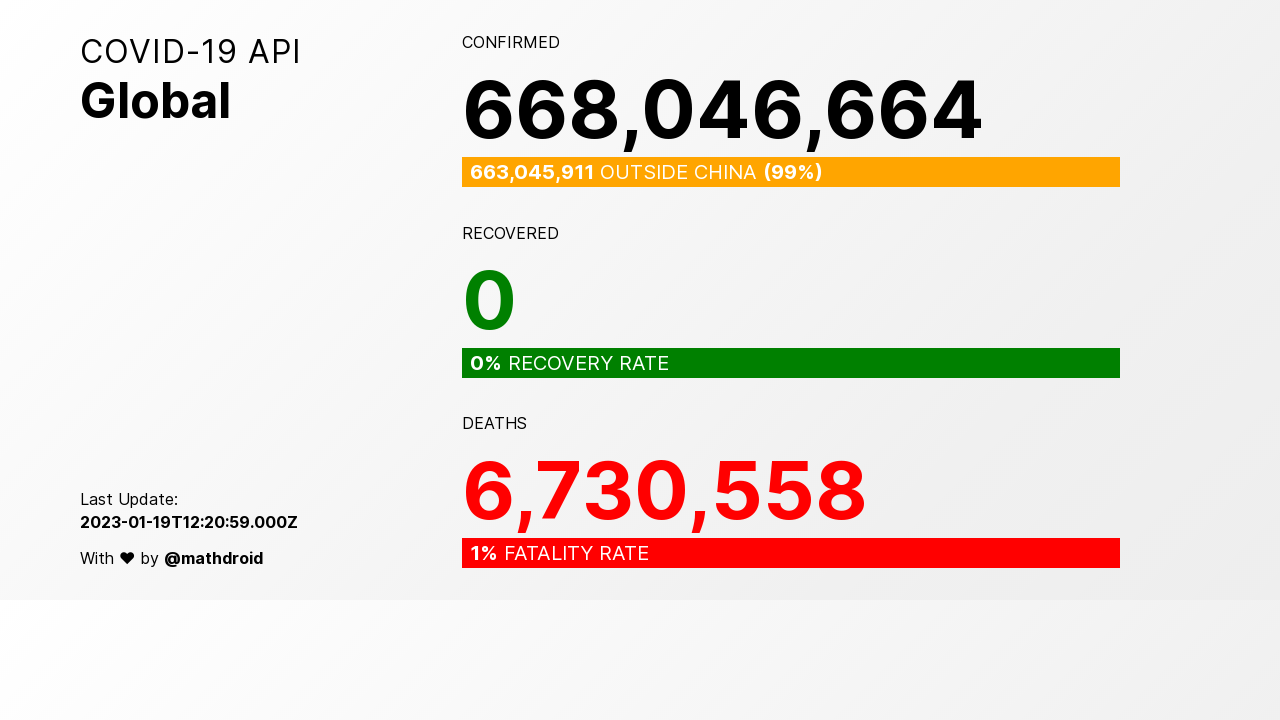 COVID-19 API
Global
CONFIRMED
668,046,664
663,045,911 OUTSIDE CHINA (99%)
RECOVERED
0
0% RECOVERY RATE
DEATHS
6,730,558
1% FATALITY RATE
Last Update:
2023-01-19T12:20:59.000Z
With ♥ by @mathdroid